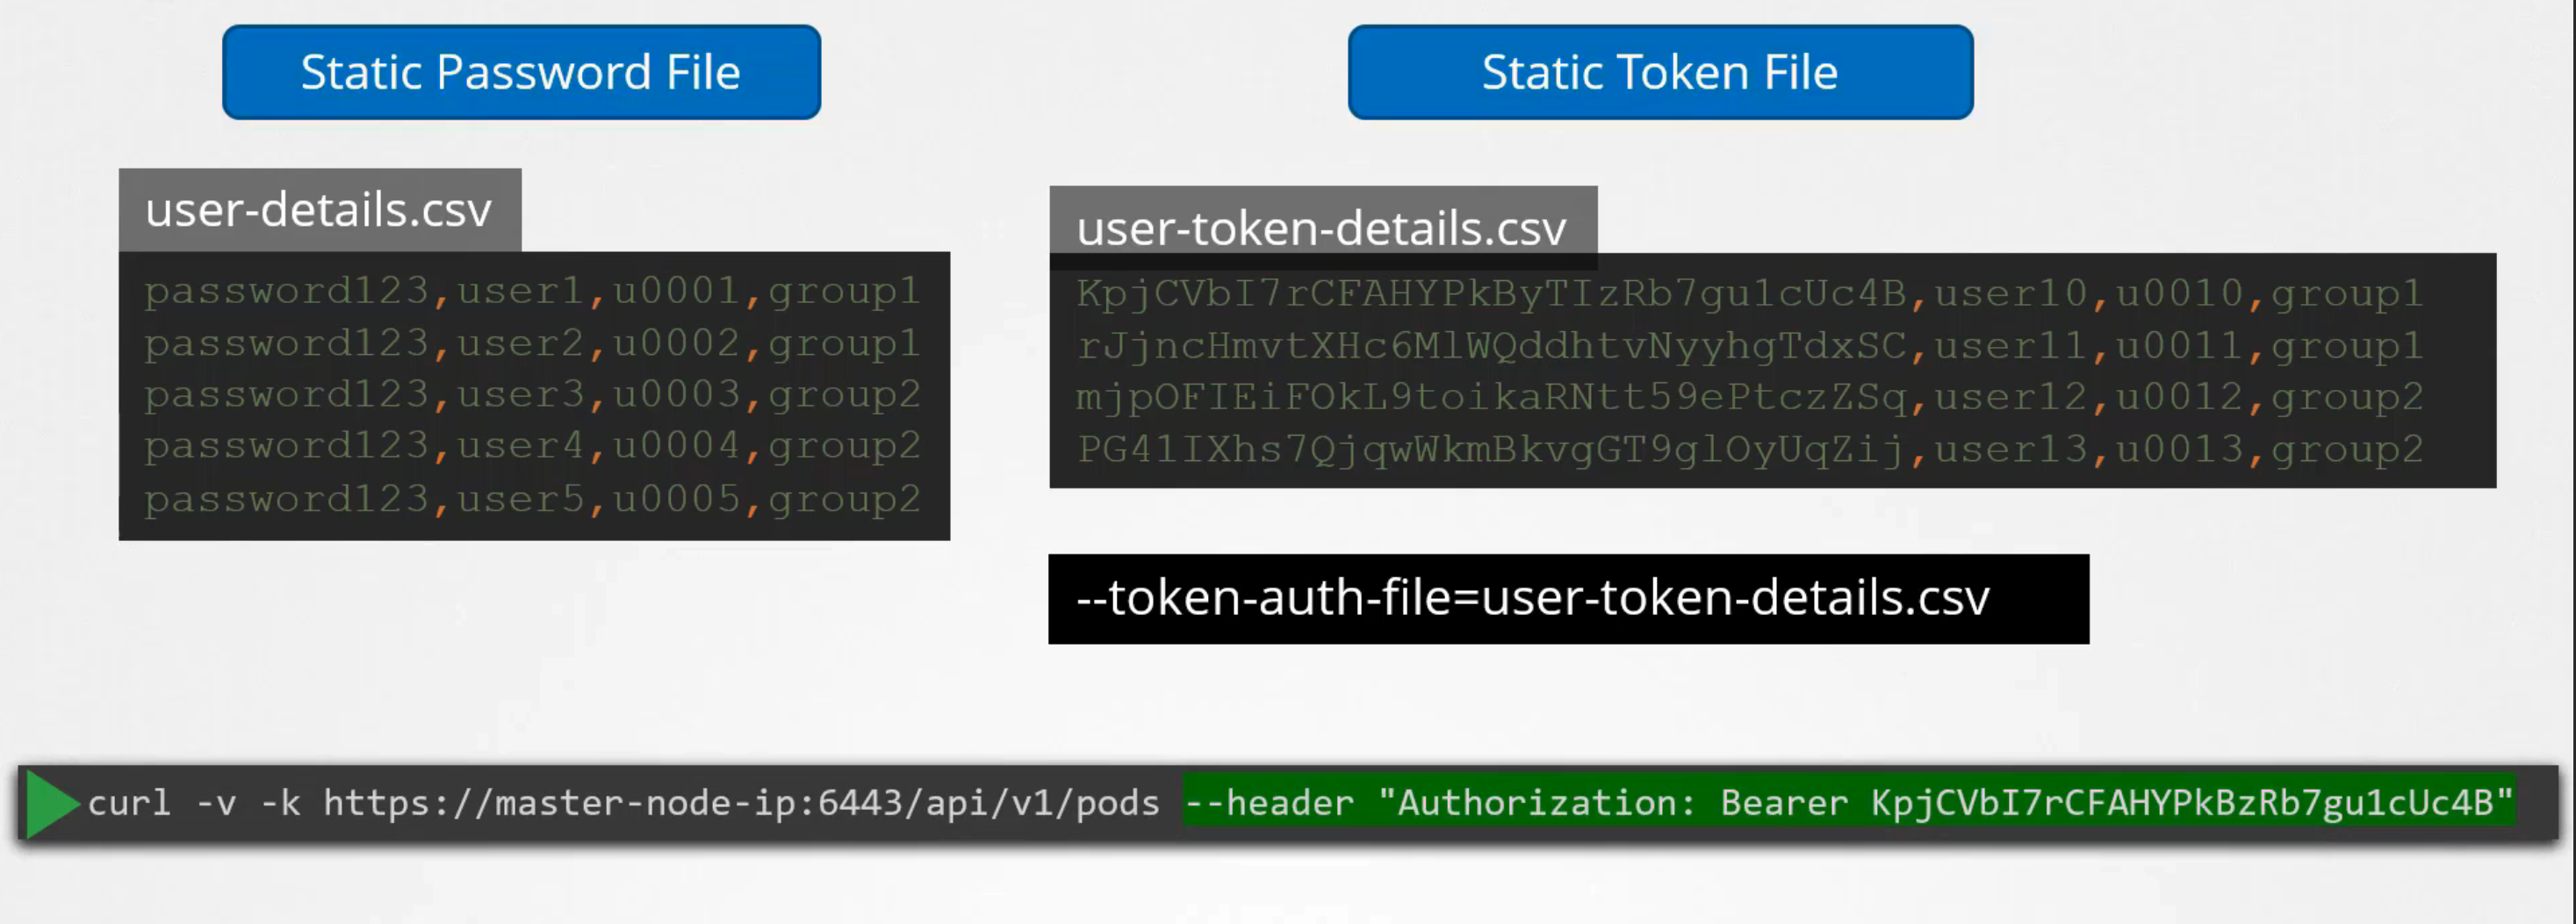 Static Password File
user-details.csv
password123,user1,u0001,group1
password123,user2,u0002,group1
password123,user3,u0003,group2
password123,user4,u0004,group2
password123,user5,u0005,group2
Static Token File
user-token-details.csv
KpjCVbI7rCFAHYPkByTIzRb7gu1cUc4B,user10,u0010,group1
rJjncHmvtXHc6MlWQddhtvNyyhgTdxSC,user11,u0011,group1
mjpOFIEiFOkL9toikaRNtt59ePtczZSq,user12,u0012,group2
PG41IXhs7QjqwWkmBkvgGT9glOyUqZij,user13,u0013,group2
--token-auth-file=user-token-details.csv
curl -v -k https://master-node-ip:6443/api/v1/pods --header "Authorization: Bearer KpjCVbI7rCFAHYPkBzRb7gu1cUc4B"